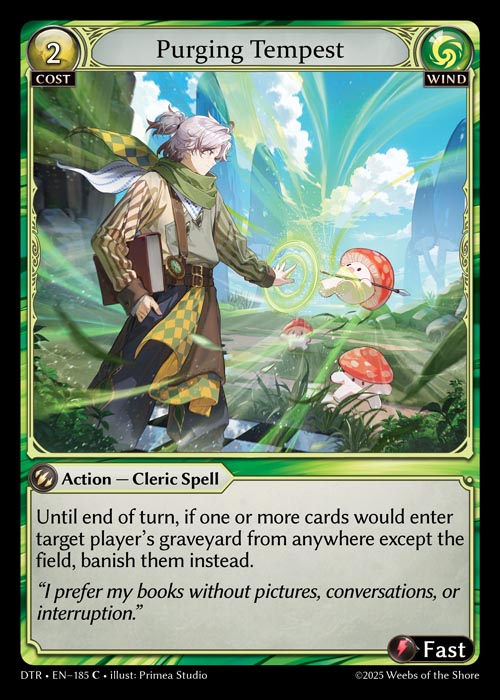 2
Purging Tempest
COST
WIND
Action — Cleric Spell
Until end of turn, if one or more cards would enter
target player's graveyard from anywhere except the
field, banish them instead.
“I prefer my books without pictures, conversations, or
interruption.”
Fast
DTR • EN–185 C • illust: Primea Studio
©2025 Weebs of the Shore